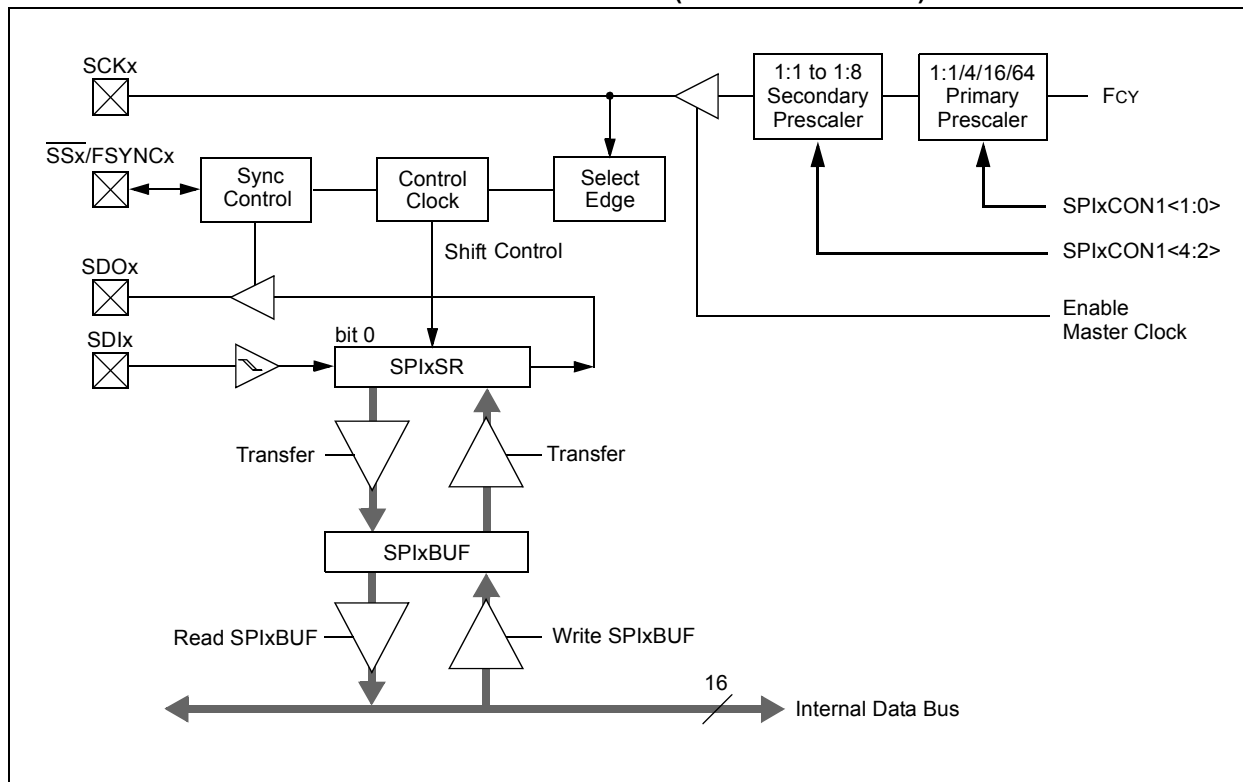 SCKx
1:1 to 1:8
Secondary
Prescaler
1:1/4/16/64
Primary
Prescaler
FCY
SSx/FSYNCx
Sync
Control
Control
Clock
Select
Edge
SPIxCON1<1:0>
Shift Control
SPIxCON1<4:2>
SDOx
Enable
Master Clock
SDIx
bit 0
SPIxSR
Transfer
Transfer
SPIxBUF
Read SPIxBUF
Write SPIxBUF
16
Internal Data Bus